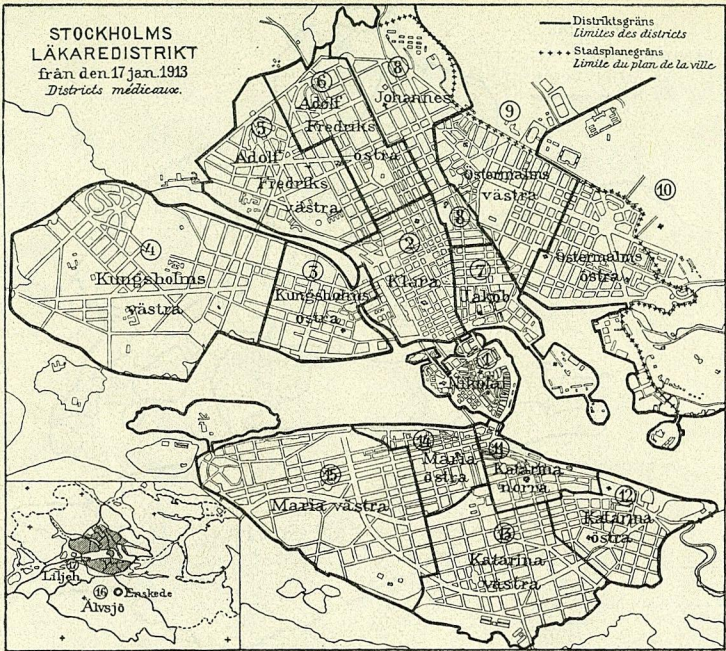 STOCKHOLMS
LÄKAREDISTRIKT
från den 17 jan. 1913
Districts médicaux.
Distriktsgräns
Limites des districts
Stadsplanegräns
Limite du plan de la ville
6
Adolf
Fredriks
östra
8
Johannes
5
Adolf
Fredriks
västra
9
Östermalms
västra
10
Östermalms
östra
4
Kungsholms
västra
3
Kungsholms
östra
2
Klara
8
7
Jakob
1
Nikolai
15
Maria västra
14
Maria
östra
11
Katarina
norra
12
Katarina
östra
13
Katarina
västra
17
Liljeh.
16
Enskede
Älvsjö